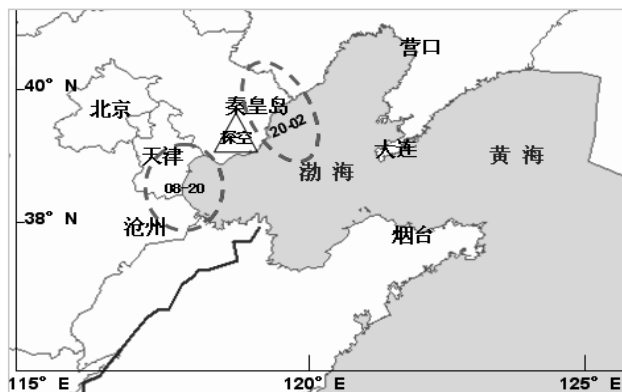 营口
40° N
秦皇岛
北京
20-02
探空
大连
天津
渤 海
黄 海
08-20
38° N
沧州
烟台
115° E
120° E
125° E